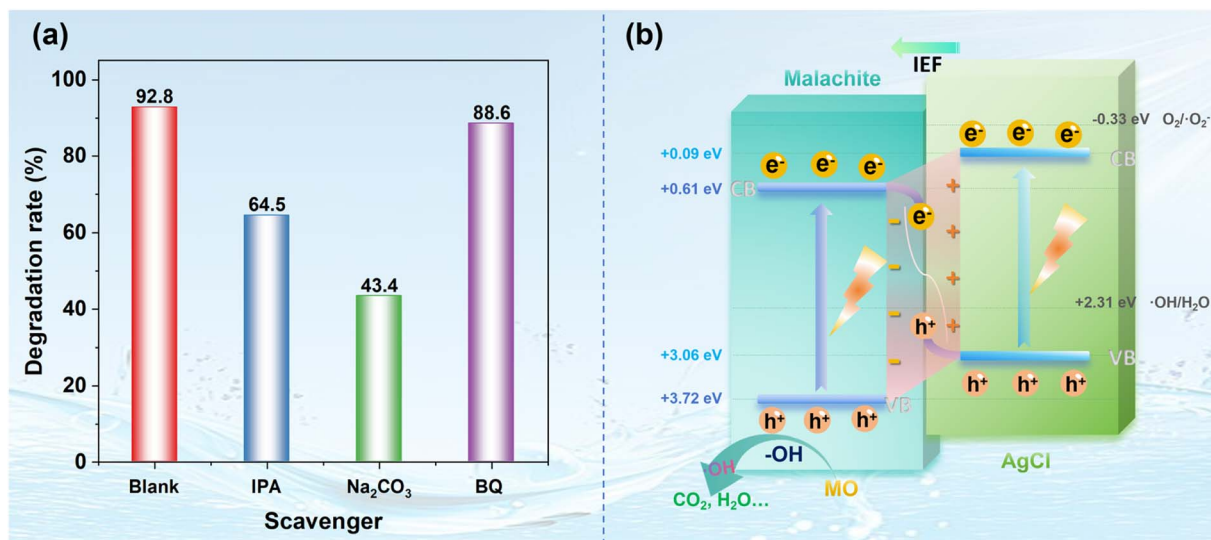 (a)
Degradation rate (%)
100
80
60
40
20
0
92.8
64.5
43.4
88.6
Blank
IPA
Na₂CO₃
BQ
Scavenger
(b)
IEF
Malachite
-0.33 eV O₂/·O₂⁻
+0.09 eV
e⁻ e⁻ e⁻
e⁻ e⁻ e⁻
CB
CB
+0.61 eV
e⁻
- - - -
+ + + +
+2.31 eV ·OH/H₂O
h⁺
+3.06 eV
VB
+3.72 eV
VB
h⁺ h⁺ h⁺
h⁺ h⁺ h⁺
-OH
·OH
MO
AgCl
CO₂, H₂O...